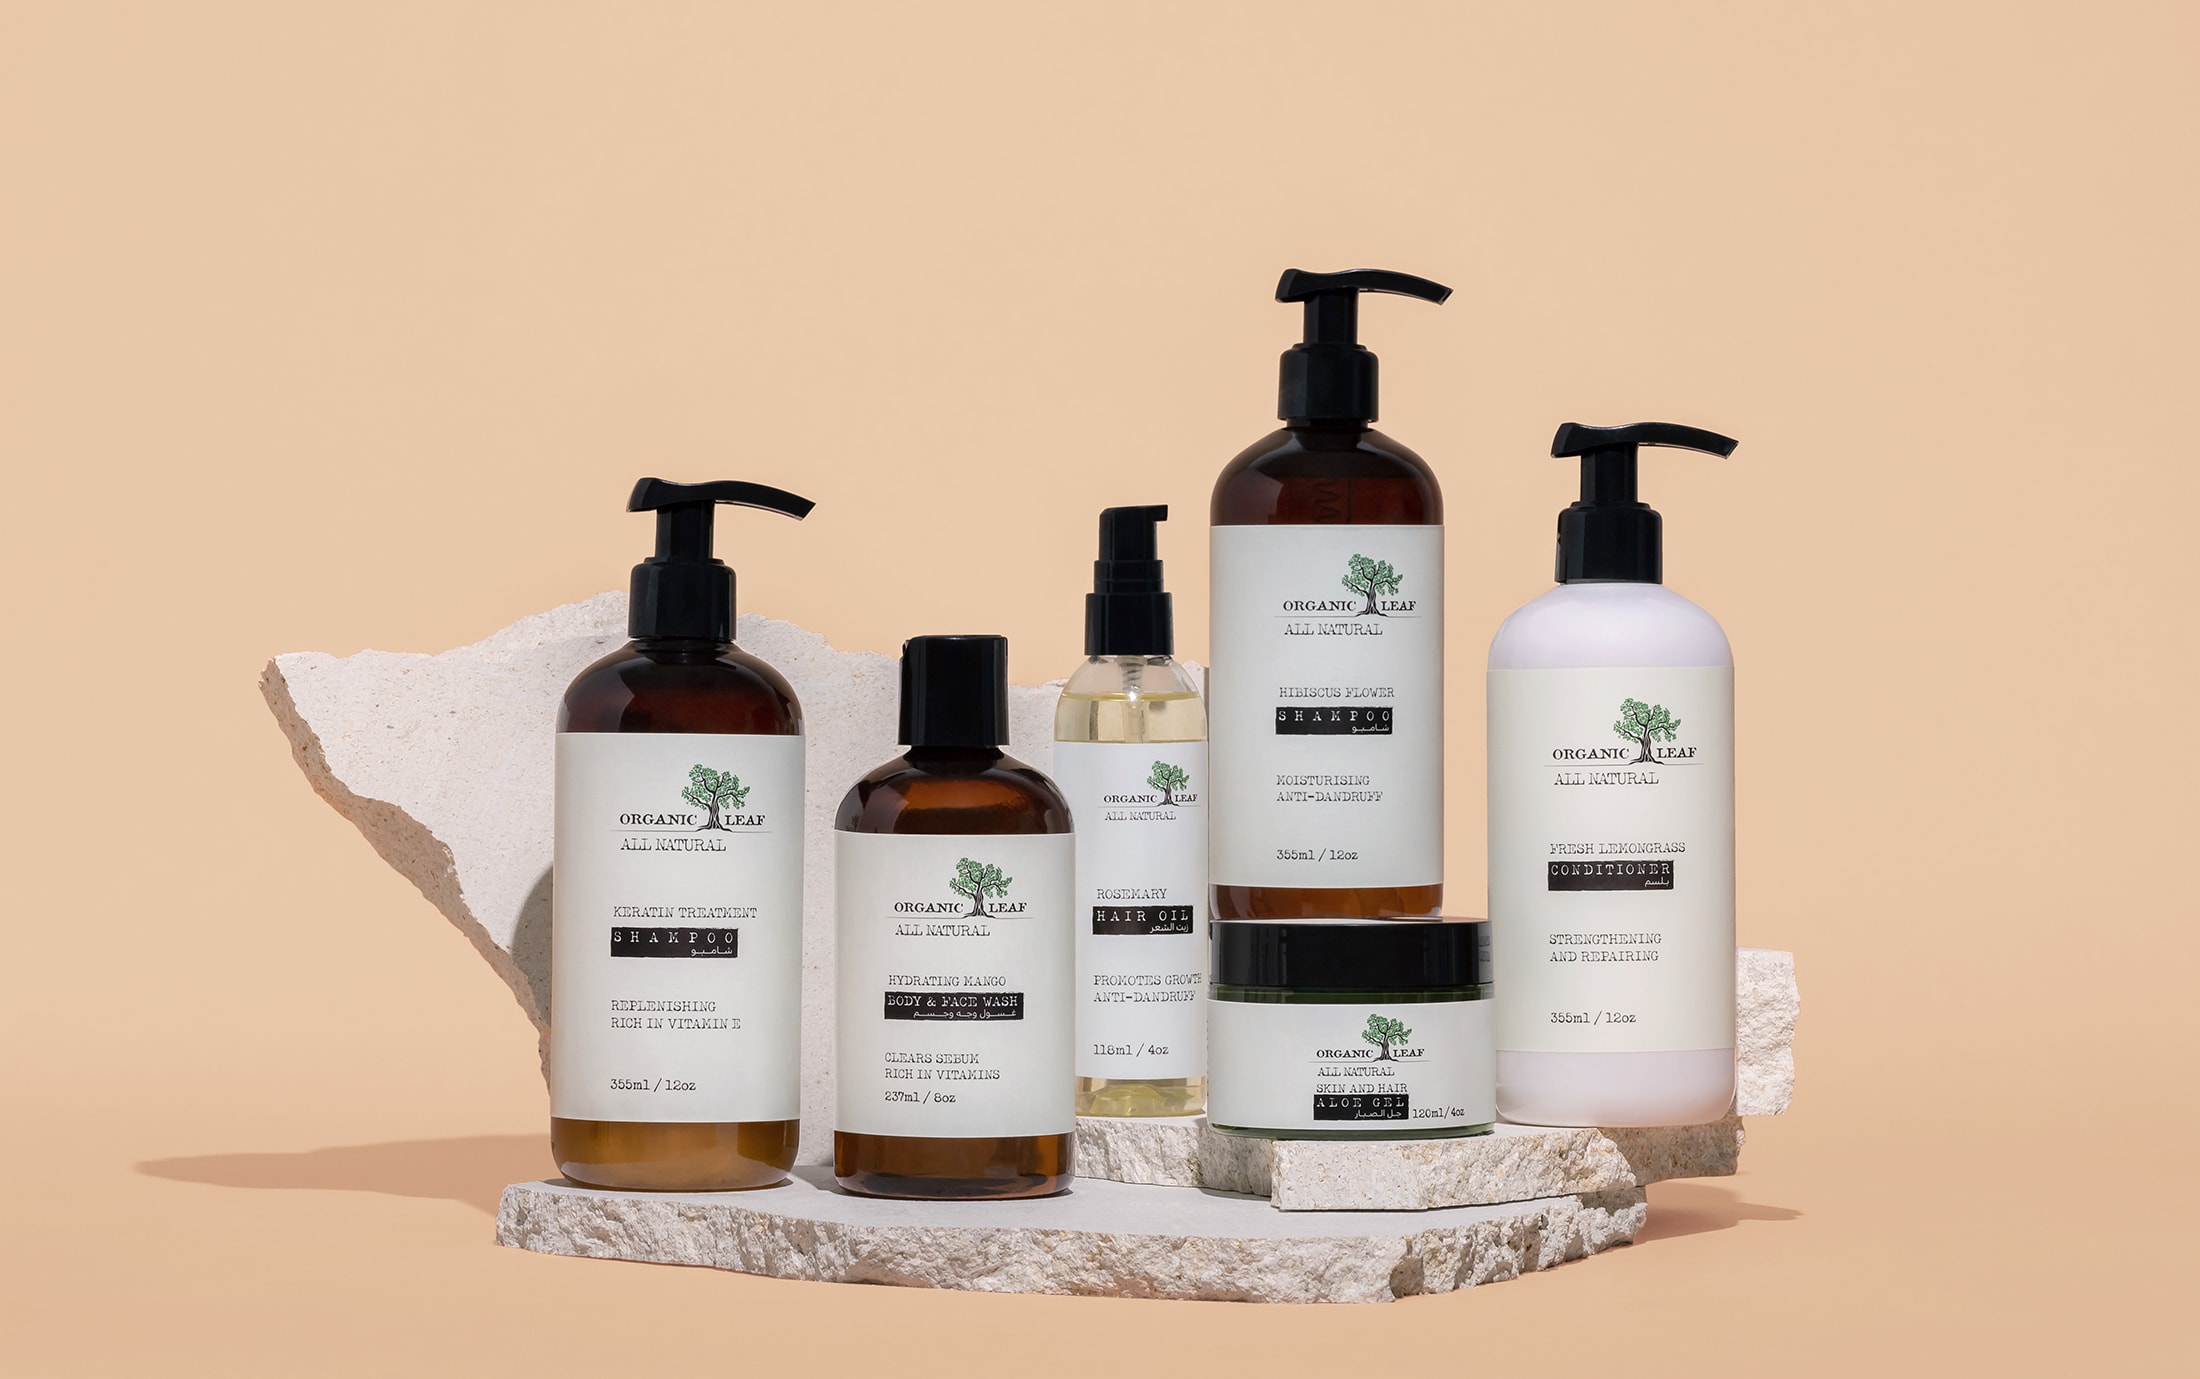 ORGANIC LEAF
ALL NATURAL
KERATIN TREATMENT
SHAMPOO
شامبو
REPLENISHING
RICH IN VITAMIN E
355ml / 12oz
ORGANIC LEAF
ALL NATURAL
HYDRATING MANGO
BODY & FACE WASH
غسول وجه وجسم
CLEARS SEBUM
RICH IN VITAMINS
237ml / 8oz
ORGANIC LEAF
ALL NATURAL
ROSEMARY
HAIR OIL
زيت الشعر
PROMOTES GROWTH
ANTI-DANDRUFF
118ml / 4oz
ORGANIC LEAF
ALL NATURAL
HIBISCUS FLOWER
SHAMPOO
شامبو
MOISTURISING
ANTI-DANDRUFF
355ml / 12oz
ORGANIC LEAF
ALL NATURAL
SKIN AND HAIR
ALOE GEL
جل الصبار
120ml/4oz
ORGANIC LEAF
ALL NATURAL
FRESH LEMONGRASS
CONDITIONER
بلسم
STRENGTHENING
AND REPAIRING
355ml / 12oz